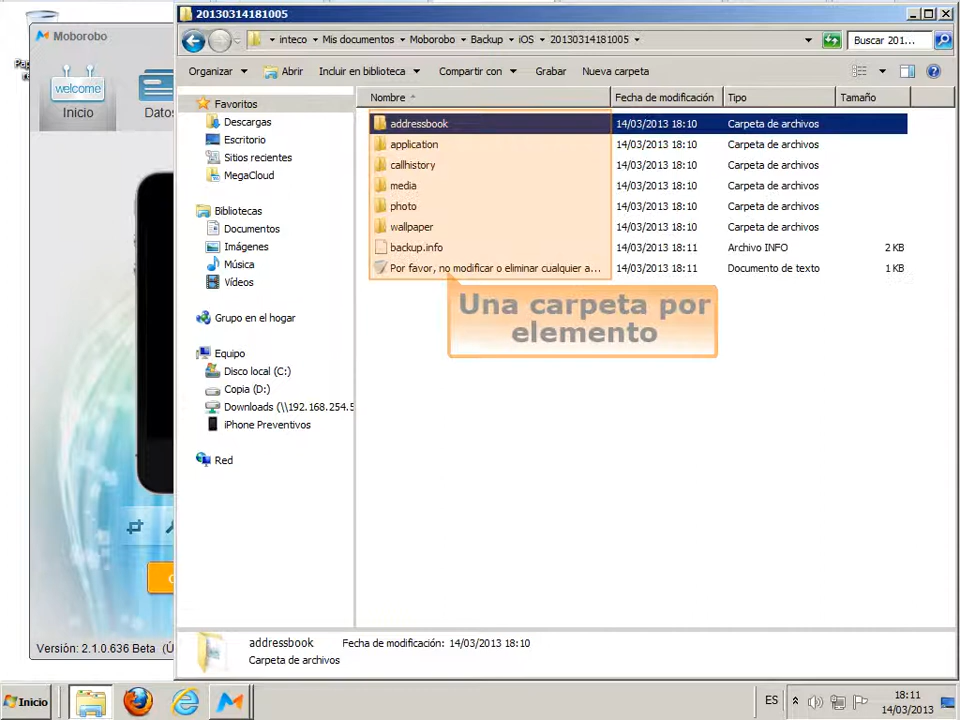 20130314181005
Moborobo
inteco
Mis documentos
Moborobo
Backup
iOS
20130314181005
Buscar 201...
welcome
Inicio
Datos
Organizar
Abrir
Incluir en biblioteca
Compartir con
Grabar
Nueva carpeta
Favoritos
Descargas
Escritorio
Sitios recientes
MegaCloud
Bibliotecas
Documentos
Imágenes
Música
Vídeos
Grupo en el hogar
Equipo
Disco local (C:)
Copia (D:)
Downloads (\\192.168.254.5
iPhone Preventivos
Red
Nombre Fecha de modificación Tipo Tamaño
addressbook 14/03/2013 18:10 Carpeta de archivos
application 14/03/2013 18:10 Carpeta de archivos
callhistory 14/03/2013 18:10 Carpeta de archivos
media 14/03/2013 18:10 Carpeta de archivos
photo 14/03/2013 18:10 Carpeta de archivos
wallpaper 14/03/2013 18:10 Carpeta de archivos
backup.info 14/03/2013 18:11 Archivo INFO 2 KB
Por favor, no modificar o eliminar cualquier a... 14/03/2013 18:11 Documento de texto 1 KB
Una carpeta por
elemento
addressbook Fecha de modificación: 14/03/2013 18:10
Carpeta de archivos
Versión: 2.1.0.636 Beta (Ú
Inicio
ES
18:11
14/03/2013